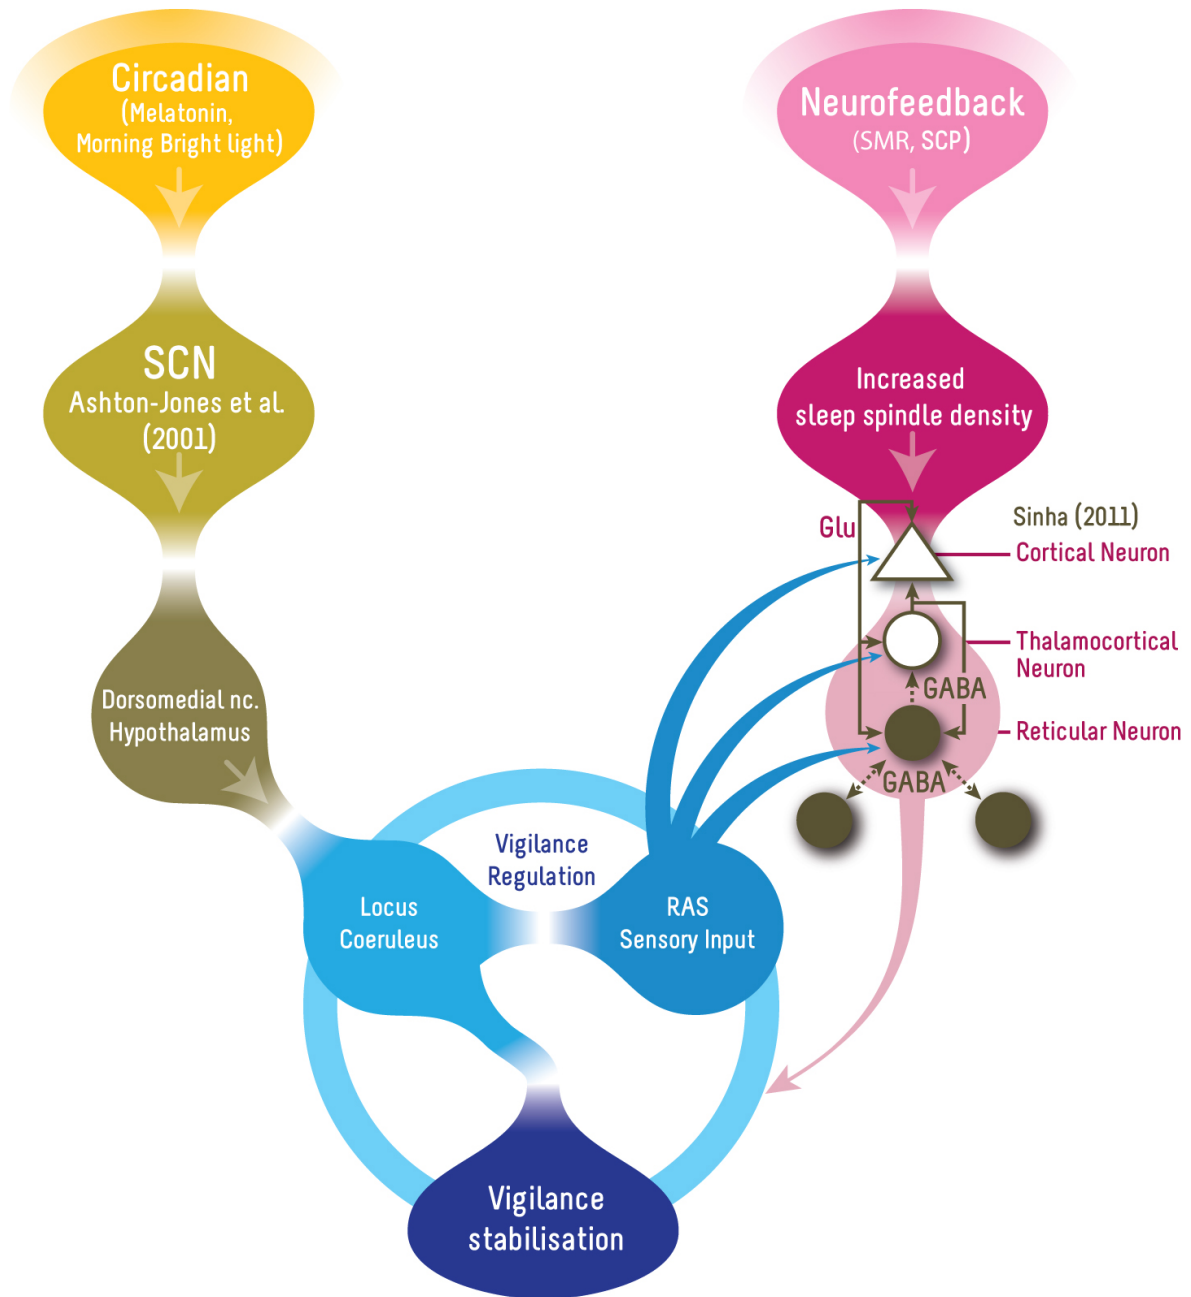 Circadian
(Melatonin,
Morning Bright light)
SCN
Ashton-Jones et al.
(2001)
Dorsomedial nc.
Hypothalamus
Locus
Coeruleus
Vigilance
Regulation
RAS
Sensory Input
Vigilance
stabilisation
Neurofeedback
(SMR, SCP)
Increased
sleep spindle density
Glu
Sinha (2011)
Cortical Neuron
Thalamocortical
Neuron
GABA
Reticular Neuron
GABA